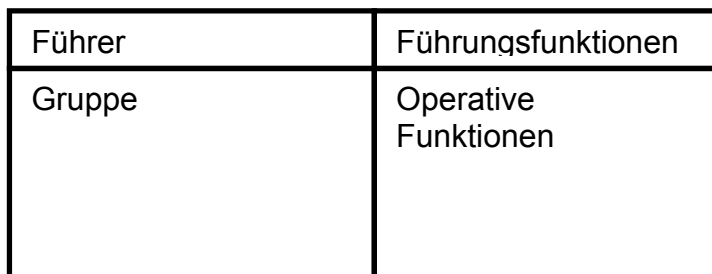 Führer
Führungsfunktionen
Gruppe
Operative
Funktionen